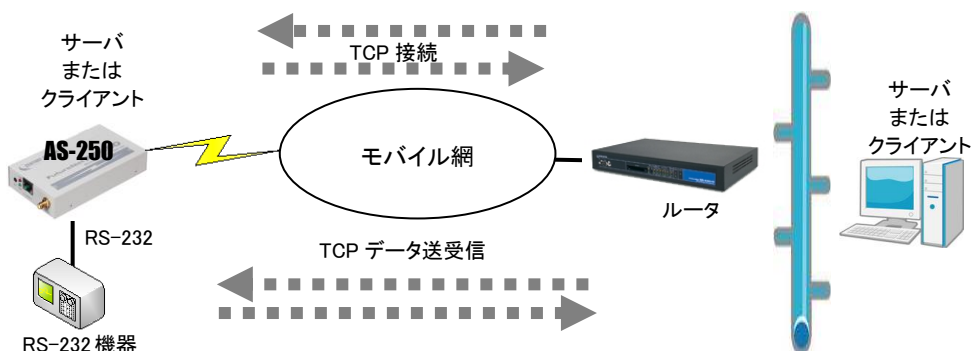 サーバ
または
クライアント
AS-250
RS-232
RS-232 機器
TCP 接続
モバイル網
TCP データ送受信
ルータ
サーバ
または
クライアント